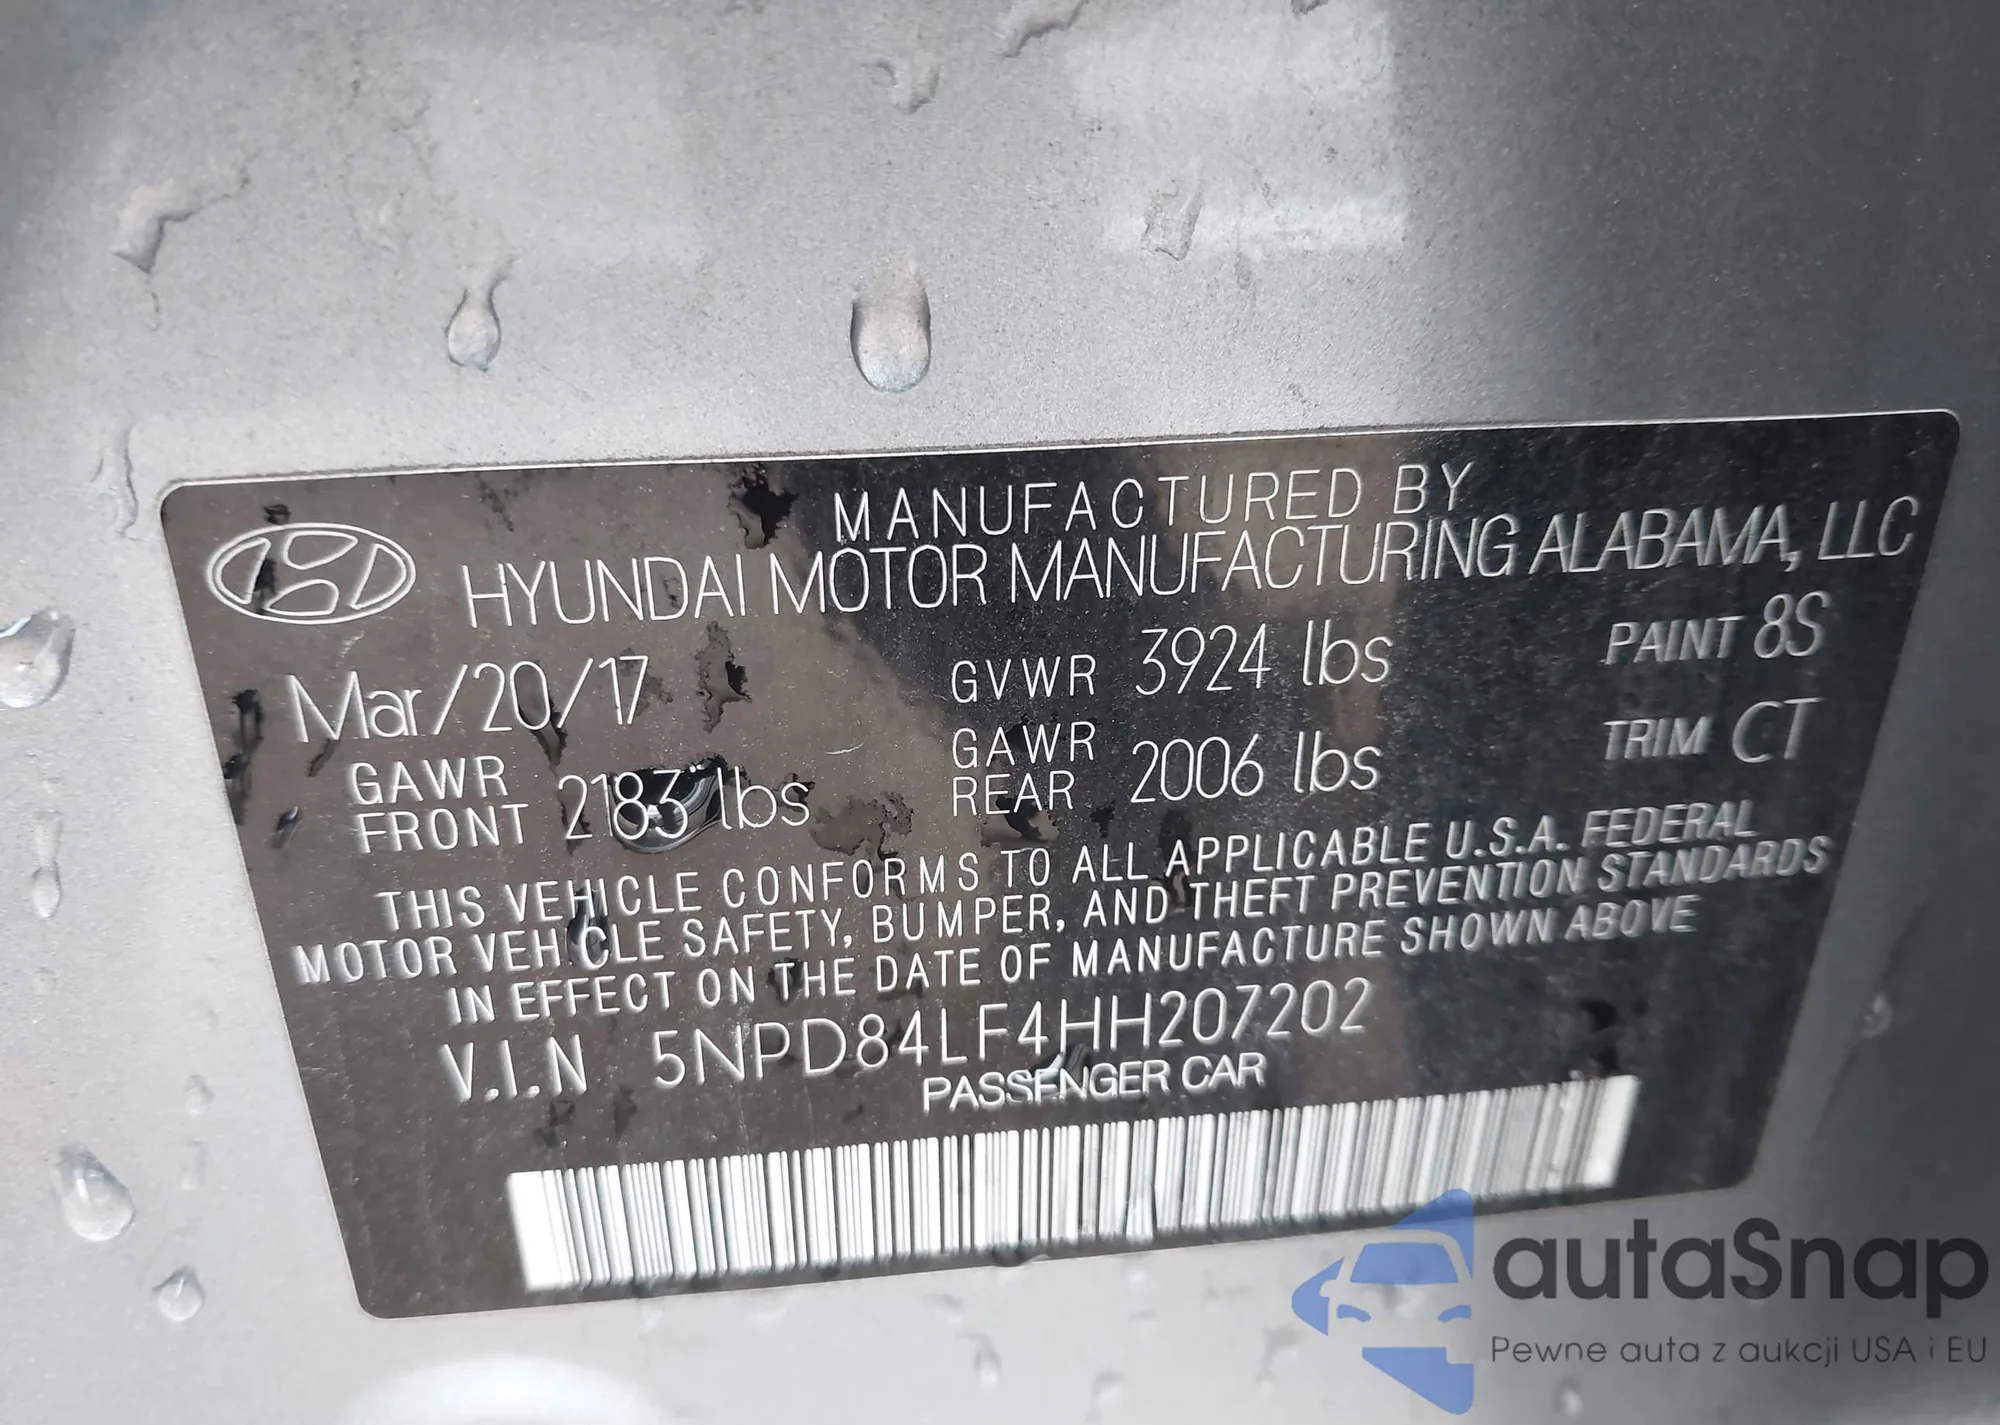 MANUFACTURED BY
HYUNDAI MOTOR MANUFACTURING ALABAMA, LLC
Mar/20/17 GVWR 3924 lbs PAINT 8S
GAWR FRONT 2183 lbs GAWR REAR 2006 lbs TRIM CT
THIS VEHICLE CONFORMS TO ALL APPLICABLE U.S.A. FEDERAL
MOTOR VEHICLE SAFETY, BUMPER, AND THEFT PREVENTION STANDARDS
IN EFFECT ON THE DATE OF MANUFACTURE SHOWN ABOVE
V.I.N 5NPD84LF4HH207202
PASSENGER CAR
autaSnap
Pewne auta z aukcji USA i EU